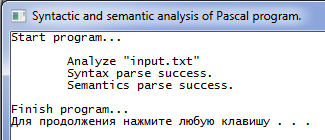 Syntactic and semantic analysis of Pascal program.
Start program...
Analyze "input.txt"
Syntax parse success.
Semantics parse success.
Finish program...
Для продолжения нажмите любую клавишу . . .